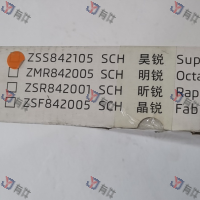 ZSS842105 SCH 昊锐 Sup
ZMR842005 SCH 明锐 Octa
ZSR842001 SCH 昕锐 Rap
ZSF842005 SCH 晶锐 Fab